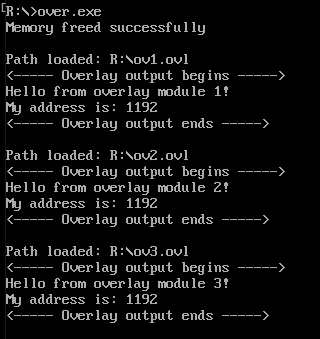 R:\>over.exe
Memory freed successfully
Path loaded: R:\ov1.ovl
<----- Overlay output begins ----->
Hello from overlay module 1!
My address is: 1192
<----- Overlay output ends ----->
Path loaded: R:\ov2.ovl
<----- Overlay output begins ----->
Hello from overlay module 2!
My address is: 1192
<----- Overlay output ends ----->
Path loaded: R:\ov3.ovl
<----- Overlay output begins ----->
Hello from overlay module 3!
My address is: 1192
<----- Overlay output ends ----->